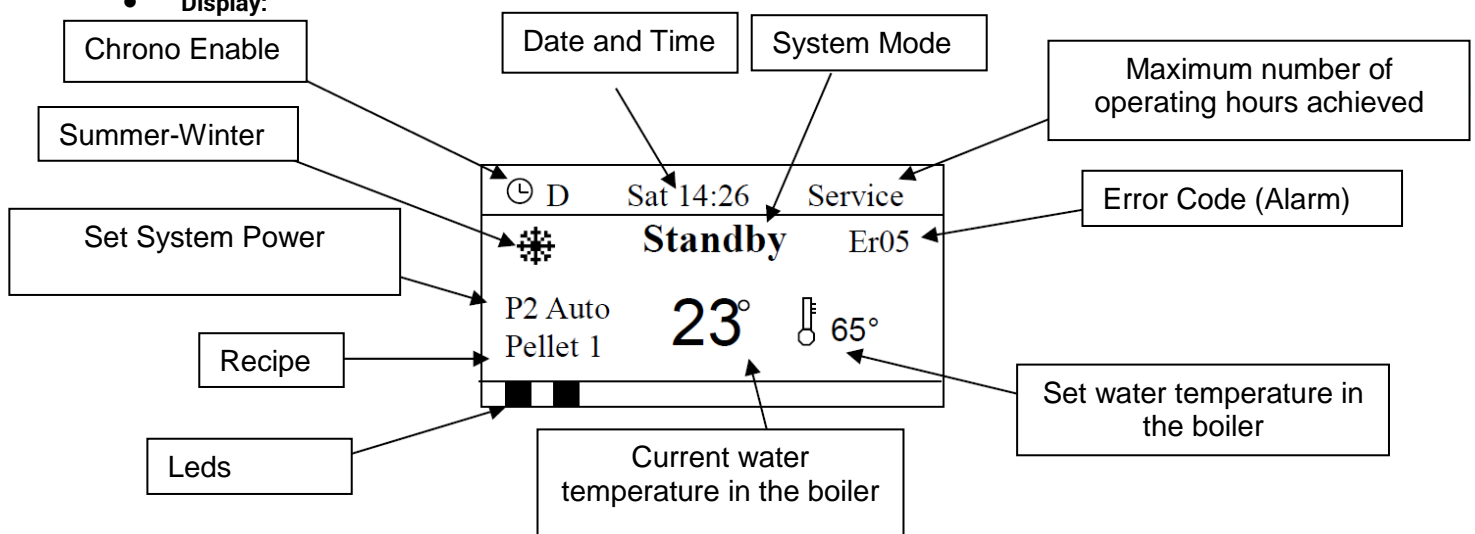 • Display:
Chrono Enable
Date and Time
System Mode
Maximum number of
operating hours achieved
Summer-Winter
D Sat 14:26 Service
Error Code (Alarm)
Set System Power
Standby Er05
P2 Auto
23° 65°
Pellet 1
Recipe
Set water temperature in
the boiler
Leds
Current water
temperature in the boiler